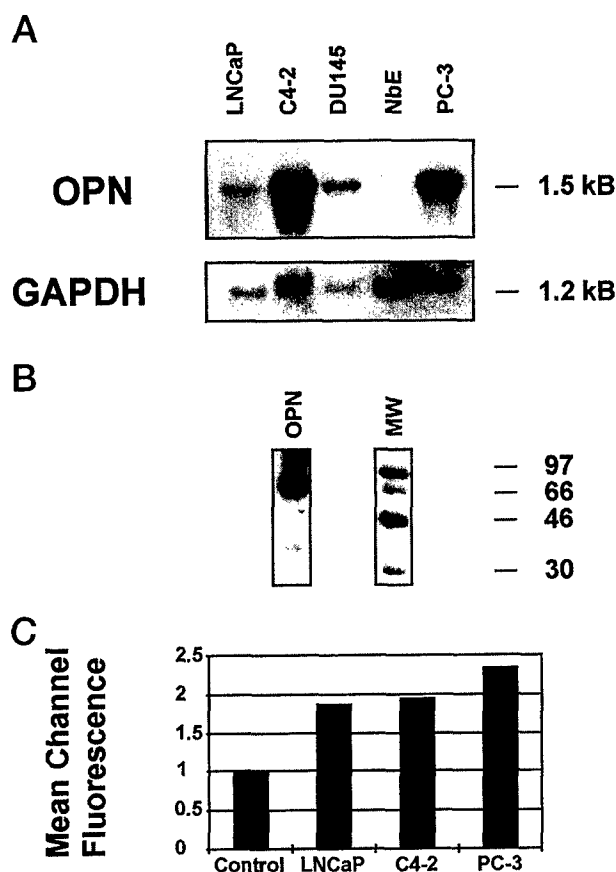 A
LNCaP C4-2 DU145 NbE PC-3
OPN — 1.5 kB
GAPDH — 1.2 kB
B
OPN MW
— 97
— 66
— 46
— 30
C
Mean Channel
Fluorescence
2.5
2
1.5
1
0.5
0
Control LNCaP C4-2 PC-3